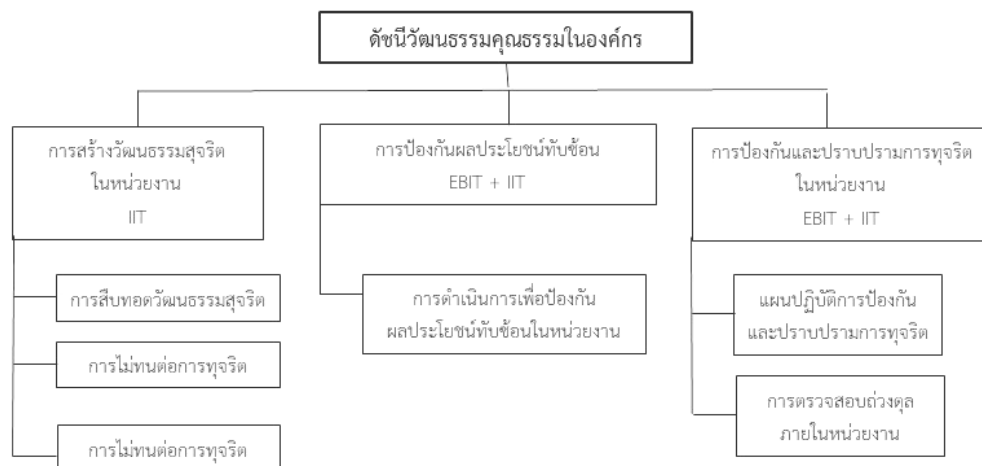 ดัชนีวัฒนธรรมคุณธรรมในองค์กร
การสร้างวัฒนธรรมสุจริต
ในหน่วยงาน
IIT
การสืบทอดวัฒนธรรมสุจริต
การไม่ทนต่อการทุจริต
การไม่ทนต่อการทุจริต
การป้องกันผลประโยชน์ทับซ้อน
EBIT + IIT
การดำเนินการเพื่อป้องกัน
ผลประโยชน์ทับซ้อนในหน่วยงาน
การป้องกันและปราบปรามการทุจริต
ในหน่วยงาน
EBIT + IIT
แผนปฏิบัติการป้องกัน
และปราบปรามการทุจริต
การตรวจสอบถ่วงดุล
ภายในหน่วยงาน